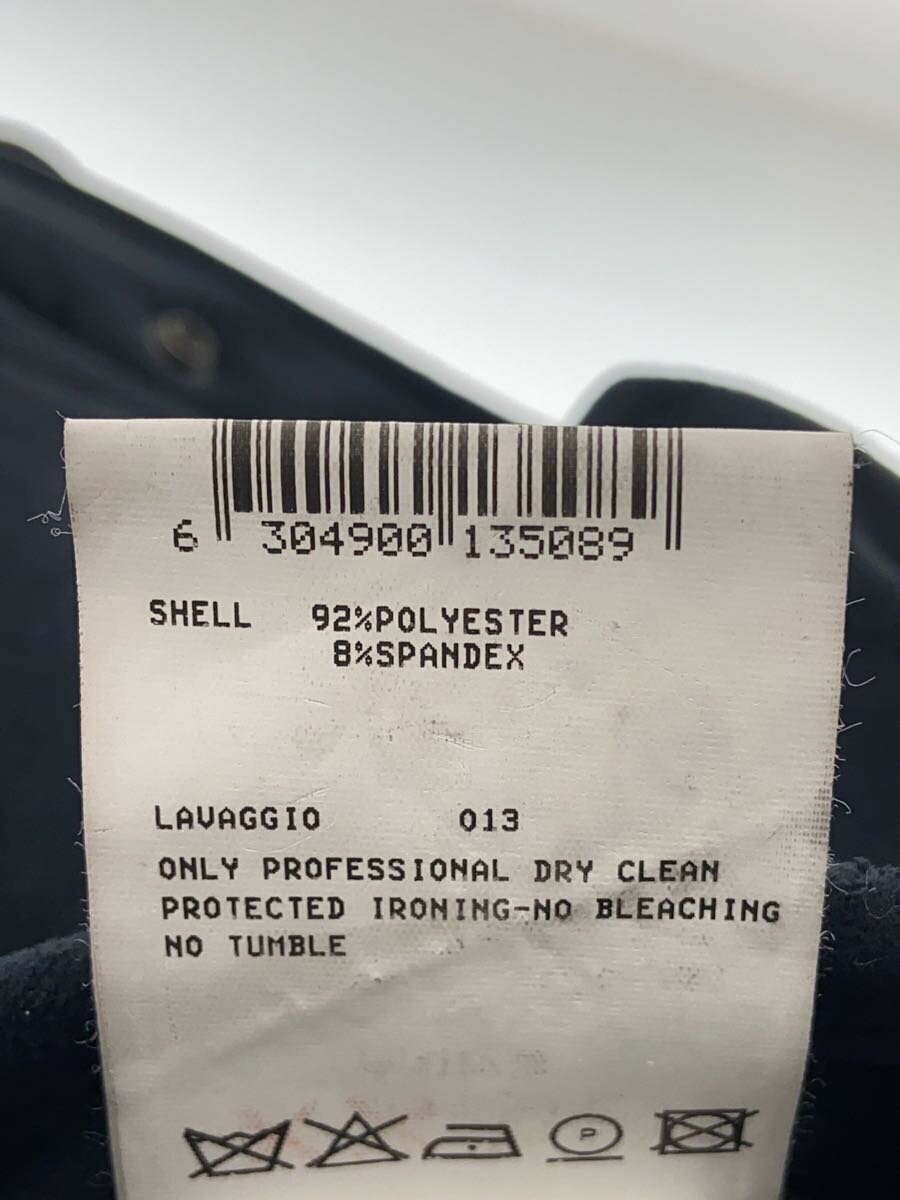 6 304900 135089
SHELL 92%POLYESTER
8%SPANDEX
LAVAGGIO 013
ONLY PROFESSIONAL DRY CLEAN
PROTECTED IRONING-NO BLEACHING
NO TUMBLE
P